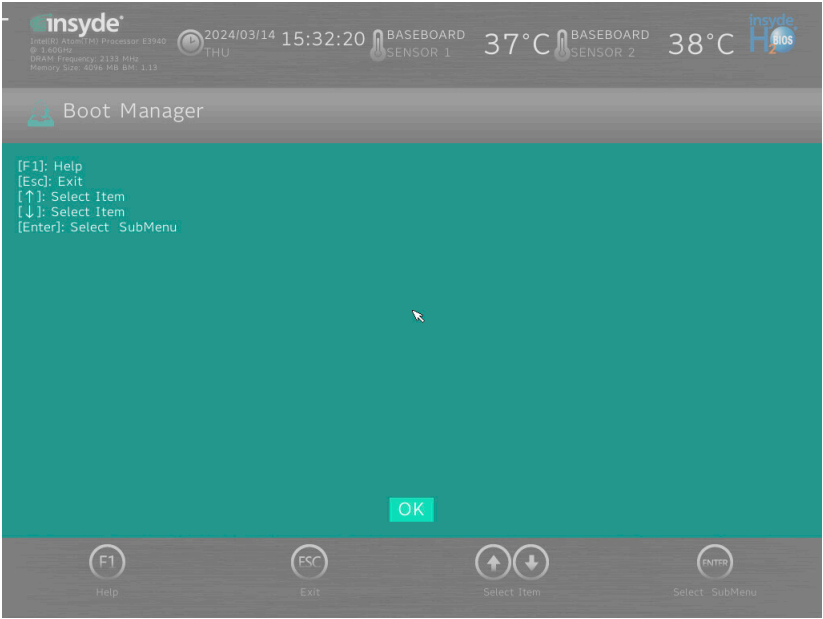 insyde®
Intel(R) Atom(TM) Processor E3940
@ 1.60GHz
DRAM Frequency: 2133 MHz
Memory Size: 4096 MB BM: 1.13
2024/03/14
THU
15:32:20
BASEBOARD
SENSOR 1
37°C
BASEBOARD
SENSOR 2
38°C
insyde
H2O
BIOS
Boot Manager
[F1]: Help
[Esc]: Exit
[↑]: Select Item
[↓]: Select Item
[Enter]: Select SubMenu
OK
F1
ESC
ENTER
Help
Exit
Select Item
Select SubMenu